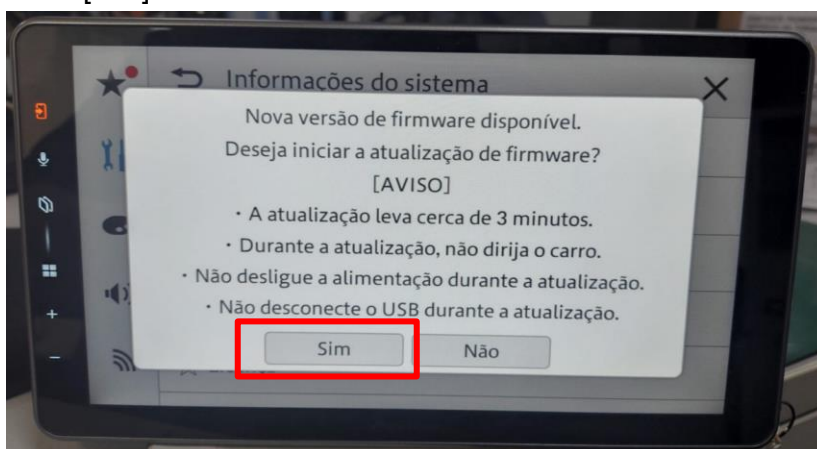 Informações do sistema
Nova versão de firmware disponível.
Deseja iniciar a atualização de firmware?
[AVISO]
· A atualização leva cerca de 3 minutos.
· Durante a atualização, não dirija o carro.
· Não desligue a alimentação durante a atualização.
· Não desconecte o USB durante a atualização.
Sim
Não